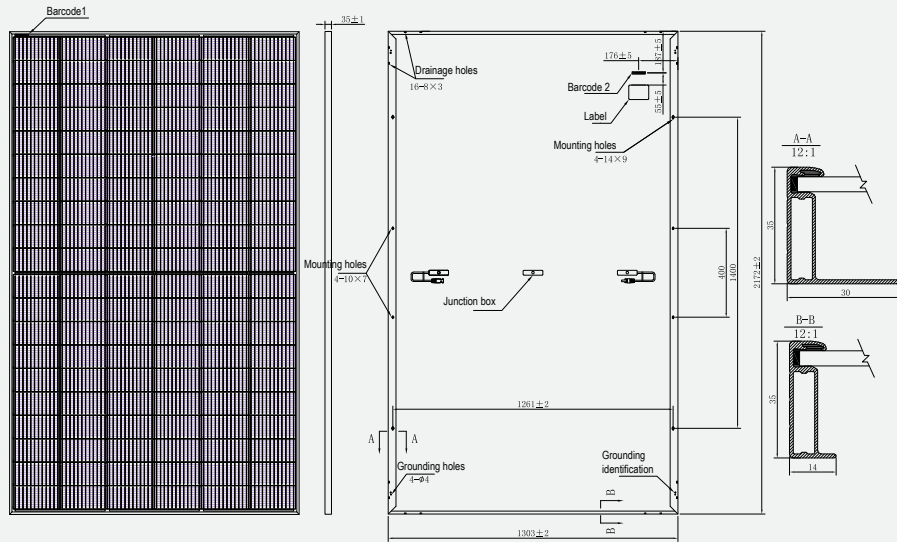 Barcode1
35±1
Drainage holes
16-8×3
176±5
187±5
Barcode 2
55±5
Label
Mounting holes
4-14×9
Mounting holes
4-10×7
Junction box
400
1400
2172±2
1261±2
A A
Grounding holes
4-φ4
Grounding
identification
B
B
1303±2
A-A
12:1
35
30
B-B
12:1
35
14